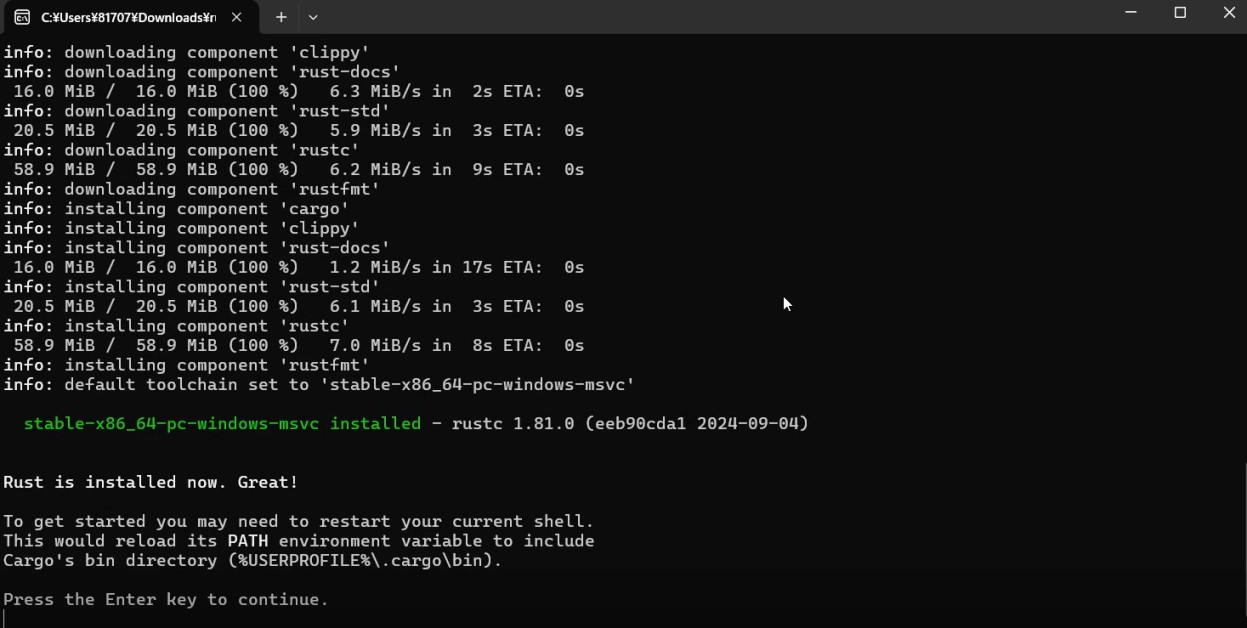 C:¥Users¥81707¥Downloads¥r
info: downloading component 'clippy'
info: downloading component 'rust-docs'
16.0 MiB / 16.0 MiB (100 %) 6.3 MiB/s in 2s ETA: 0s
info: downloading component 'rust-std'
20.5 MiB / 20.5 MiB (100 %) 5.9 MiB/s in 3s ETA: 0s
info: downloading component 'rustc'
58.9 MiB / 58.9 MiB (100 %) 6.2 MiB/s in 9s ETA: 0s
info: downloading component 'rustfmt'
info: installing component 'cargo'
info: installing component 'clippy'
info: installing component 'rust-docs'
16.0 MiB / 16.0 MiB (100 %) 1.2 MiB/s in 17s ETA: 0s
info: installing component 'rust-std'
20.5 MiB / 20.5 MiB (100 %) 6.1 MiB/s in 3s ETA: 0s
info: installing component 'rustc'
58.9 MiB / 58.9 MiB (100 %) 7.0 MiB/s in 8s ETA: 0s
info: installing component 'rustfmt'
info: default toolchain set to 'stable-x86_64-pc-windows-msvc'
stable-x86_64-pc-windows-msvc installed - rustc 1.81.0 (eeb90cda1 2024-09-04)
Rust is installed now. Great!
To get started you may need to restart your current shell.
This would reload its PATH environment variable to include
Cargo's bin directory (%USERPROFILE%\.cargo\bin).
Press the Enter key to continue.